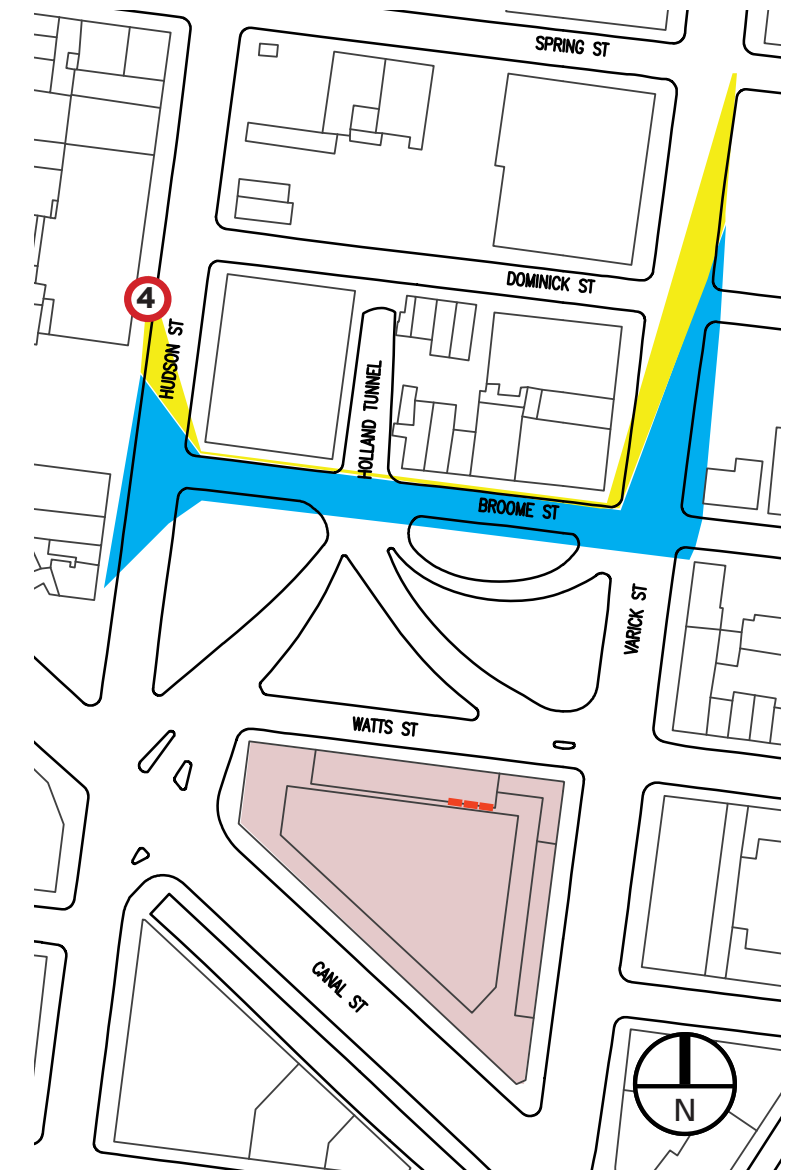 SPRING ST
DOMINICK ST
4
HUDSON ST
HOLLAND TUNNEL
BROOME ST
VARICK ST
WATTS ST
CANAL ST
N